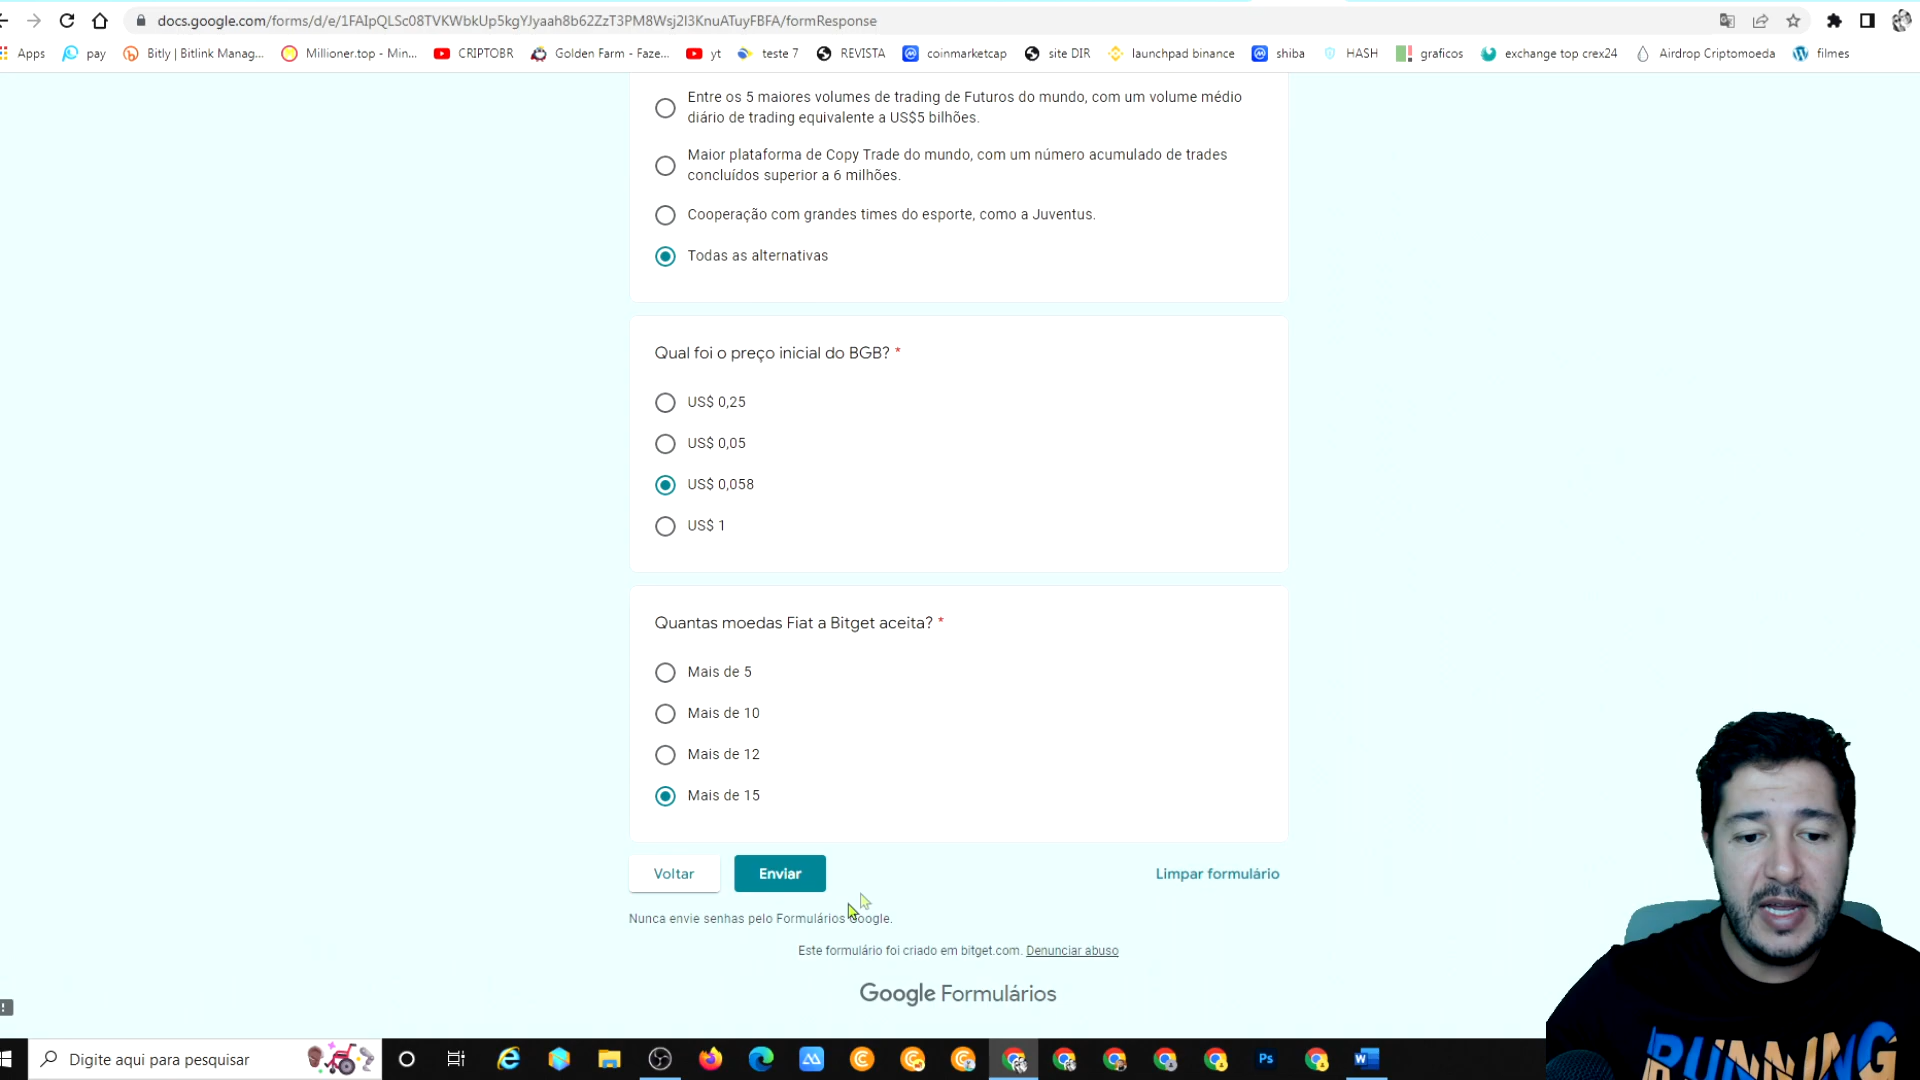 docs.google.com/forms/d/e/1FAIpQLSc08TVKWbkUp5kgYJyaah8b62ZzT3PM8Wsj2I3KnuATuyFBFA/formResponse
Apps pay Bitly | Bitlink Manag... Millioner.top - Min... CRIPTOBR Golden Farm - Faze... yt teste 7 REVISTA coinmarketcap site DIR launchpad binance shiba HASH graficos exchange top crex24 Airdrop Criptomoeda filmes
Entre os 5 maiores volumes de trading de Futuros do mundo, com um volume médio
diário de trading equivalente a US$5 bilhões.
Maior plataforma de Copy Trade do mundo, com um número acumulado de trades
concluídos superior a 6 milhões.
Cooperação com grandes times do esporte, como a Juventus.
Todas as alternativas
Qual foi o preço inicial do BGB? *
US$ 0,25
US$ 0,05
US$ 0,058
US$ 1
Quantas moedas Fiat a Bitget aceita? *
Mais de 5
Mais de 10
Mais de 12
Mais de 15
Voltar Enviar Limpar formulário
Nunca envie senhas pelo Formulários Google.
Este formulário foi criado em bitget.com. Denunciar abuso
Google Formulários
Digite aqui para pesquisar
Ps
W
RUNNING